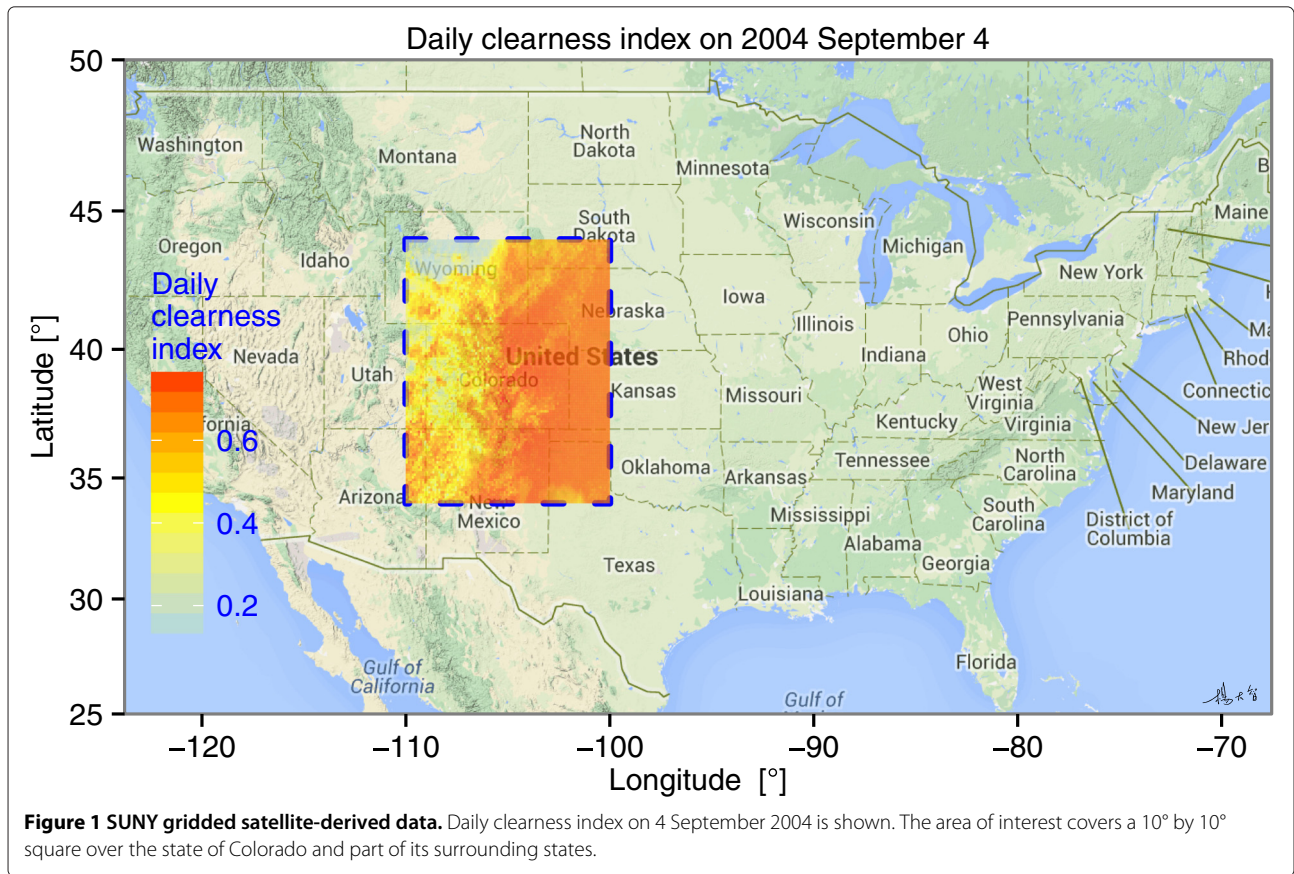 Daily clearness index on 2004 September 4
50
Washington
Montana
North
Dakota
Minnesota
B
45
Oregon
Idaho
South
Dakota
Wisconsin
Michigan
Maine
Wyoming
New York
Daily
clearness
index
Nebraska
Iowa
Illinois
Ohio
Pennsylvania
Ma
Latitude [°]
40
Nevada
Utah
United States
Colorado
Kansas
Missouri
Indiana
West
Virginia
Rhod
Connectic
fornia
Kentucky
Virginia
New Jer
0.6
35
Arizona
New
Mexico
Oklahoma
Arkansas
Tennessee
North
Carolina
Delaware
Maryland
0.4
Mississippi
South
Carolina
District of
Columbia
Texas
Alabama
Georgia
30
0.2
Louisiana
Gulf of
California
Florida
Gulf of
25
−120
−110
−100
−90
−80
−70
Longitude [°]
Figure 1 SUNY gridded satellite-derived data. Daily clearness index on 4 September 2004 is shown. The area of interest covers a 10° by 10°
square over the state of Colorado and part of its surrounding states.